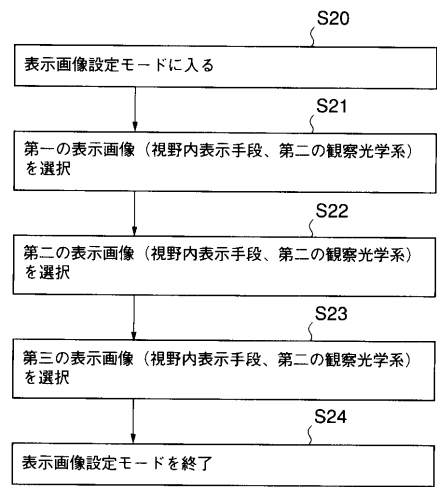 S20
表示画像設定モードに入る
S21
第一の表示画像（視野内表示手段、第二の観察光学系）
を選択
S22
第二の表示画像（視野内表示手段、第二の観察光学系）
を選択
S23
第三の表示画像（視野内表示手段、第二の観察光学系）
を選択
S24
表示画像設定モードを終了